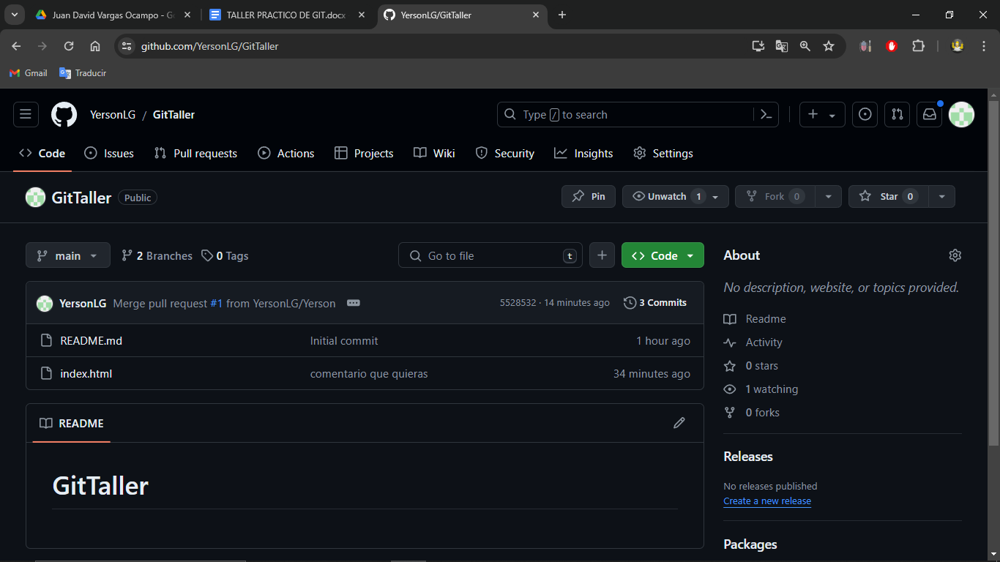 Juan David Vargas Ocampo - G
TALLER PRACTICO DE GIT.docx
YersonLG/GitTaller
github.com/YersonLG/GitTaller
Gmail
Traducir
YersonLG / GitTaller
Type / to search
Code
Issues
Pull requests
Actions
Projects
Wiki
Security
Insights
Settings
GitTaller Public
Pin
Unwatch 1
Fork 0
Star 0
main
2 Branches
0 Tags
Go to file t
Code
YersonLG Merge pull request #1 from YersonLG/Yerson
5528532 · 14 minutes ago
3 Commits
README.md Initial commit 1 hour ago
index.html comentario que quieras 34 minutes ago
README
GitTaller
About
No description, website, or topics provided.
Readme
Activity
0 stars
1 watching
0 forks
Releases
No releases published
Create a new release
Packages